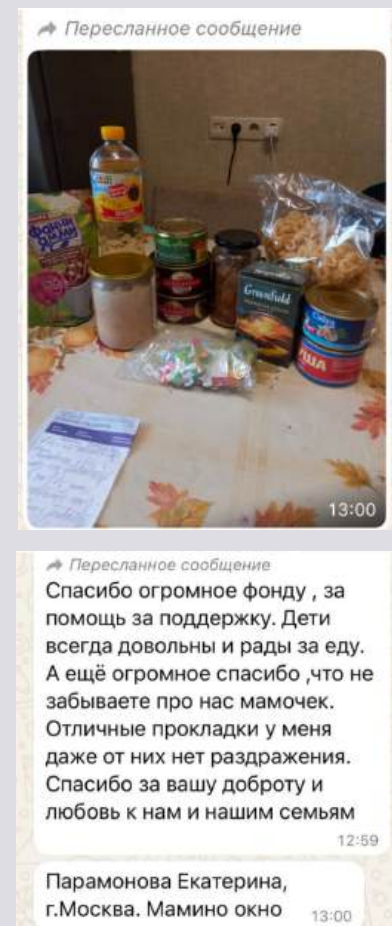 Пересланное сообщение
Greenfield
13:00
Пересланное сообщение
Спасибо огромное фонду , за
помощь за поддержку. Дети
всегда довольны и рады за еду.
А ещё огромное спасибо ,что не
забываете про нас мамочек.
Отличные прокладки у меня
даже от них нет раздражения.
Спасибо за вашу доброту и
любовь к нам и нашим семьям
12:59
Парамонова Екатерина,
г.Москва. Мамино окно
13:00